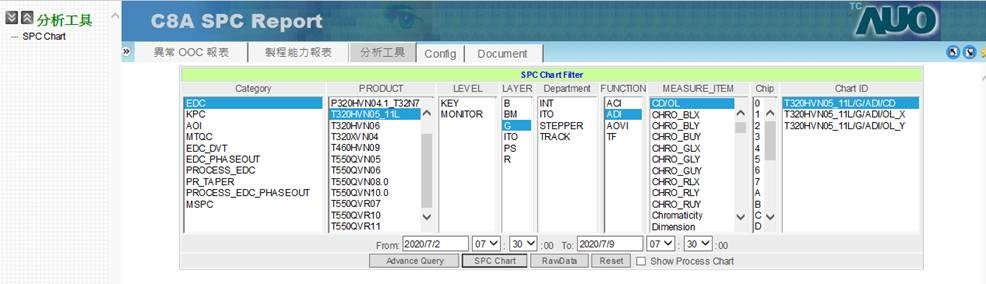 分析工具
SPC Chart
C8A SPC Report
TC
AUO
異常 OOC 報表
製程能力報表
分析工具
Config
Document
SPC Chart Filter
Category
PRODUCT
LEVEL
LAYER
Department
FUNCTION
MEASURE_ITEM
Chip
Chart ID
EDC
KPC
AOI
MTQC
EDC_DVT
EDC_PHASEOUT
PROCESS_EDC
PR_TAPER
PROCESS_EDC_PHASEOUT
MSPC
P320HVN04.1_T32N7
T320HVN05_11L
T320HVN06
T320XVN04
T460HVN09
T550QVN05
T550QVN06
T550QVN08.0
T550QVN10.0
T550QVR07
T550QVR10
T550QVR11
KEY
MONITOR
B
BM
G
ITO
PS
R
INT
ITO
STEPPER
TRACK
ACI
ADI
AOVI
TF
CD/OL
CHRO_BLX
CHRO_BLY
CHRO_BUY
CHRO_GLX
CHRO_GLY
CHRO_GUY
CHRO_RLX
CHRO_RLY
CHRO_RUY
Chromaticity
Dimension
0
1
2
3
4
5
6
7
A
B
C
D
T320HVN05_11L/G/ADI/CD
T320HVN05_11L/G/ADI/OL_X
T320HVN05_11L/G/ADI/OL_Y
From: 2020/7/2 07 : 30 :00 To: 2020/7/9 07 : 30 :00
Advance Query SPC Chart RawData Reset Show Process Chart